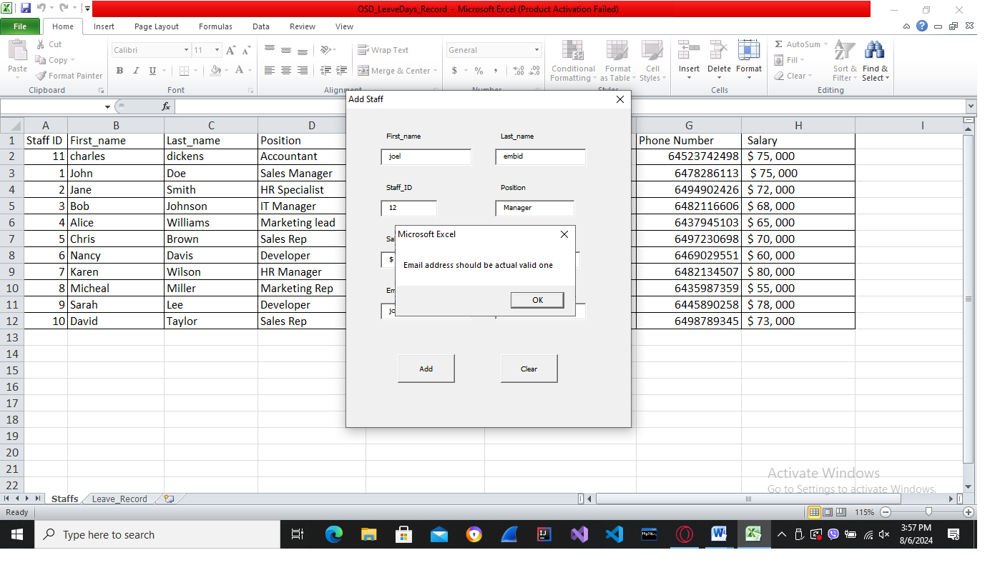 OSD_LeaveDays_Record - Microsoft Excel (Product Activation Failed)
File Home Insert Page Layout Formulas Data Review View
Cut
Copy
Format Painter
Paste
Clipboard
Calibri 11
B I U
Font
Wrap Text
Merge & Center
Alignment
General
$ % ,
Number
Conditional Formatting
Format as Table
Cell Styles
Styles
Insert Delete Format
Cells
AutoSum
Fill
Clear
Sort & Filter
Find & Select
Editing
fx
A B C D G H I
1 Staff ID First_name Last_name Position Phone Number Salary
2 11 charles dickens Accountant 64523742498 $ 75, 000
3 1 John Doe Sales Manager 6478286113 $ 75, 000
4 2 Jane Smith HR Specialist 6494902426 $ 72, 000
5 3 Bob Johnson IT Manager 6482116606 $ 68, 000
6 4 Alice Williams Marketing lead 6437945103 $ 65, 000
7 5 Chris Brown Sales Rep 6497230698 $ 70, 000
8 6 Nancy Davis Developer 6469029551 $ 60, 000
9 7 Karen Wilson HR Manager 6482134507 $ 80, 000
10 8 Micheal Miller Marketing Rep 6435987359 $ 55, 000
11 9 Sarah Lee Developer 6445890258 $ 78, 000
12 10 David Taylor Sales Rep 6498789345 $ 73, 000
13
14
15
16
17
18
19
20
21
22
Add Staff
First_name Last_name
joel embid
Staff_ID Position
12 Manager
Sa
$
Em
jo
Microsoft Excel
Email address should be actual valid one
OK
Add Clear
Activate Windows
Go to Settings to activate Windows.
Staffs Leave_Record
Ready 115%
Type here to search
3:57 PM
8/6/2024